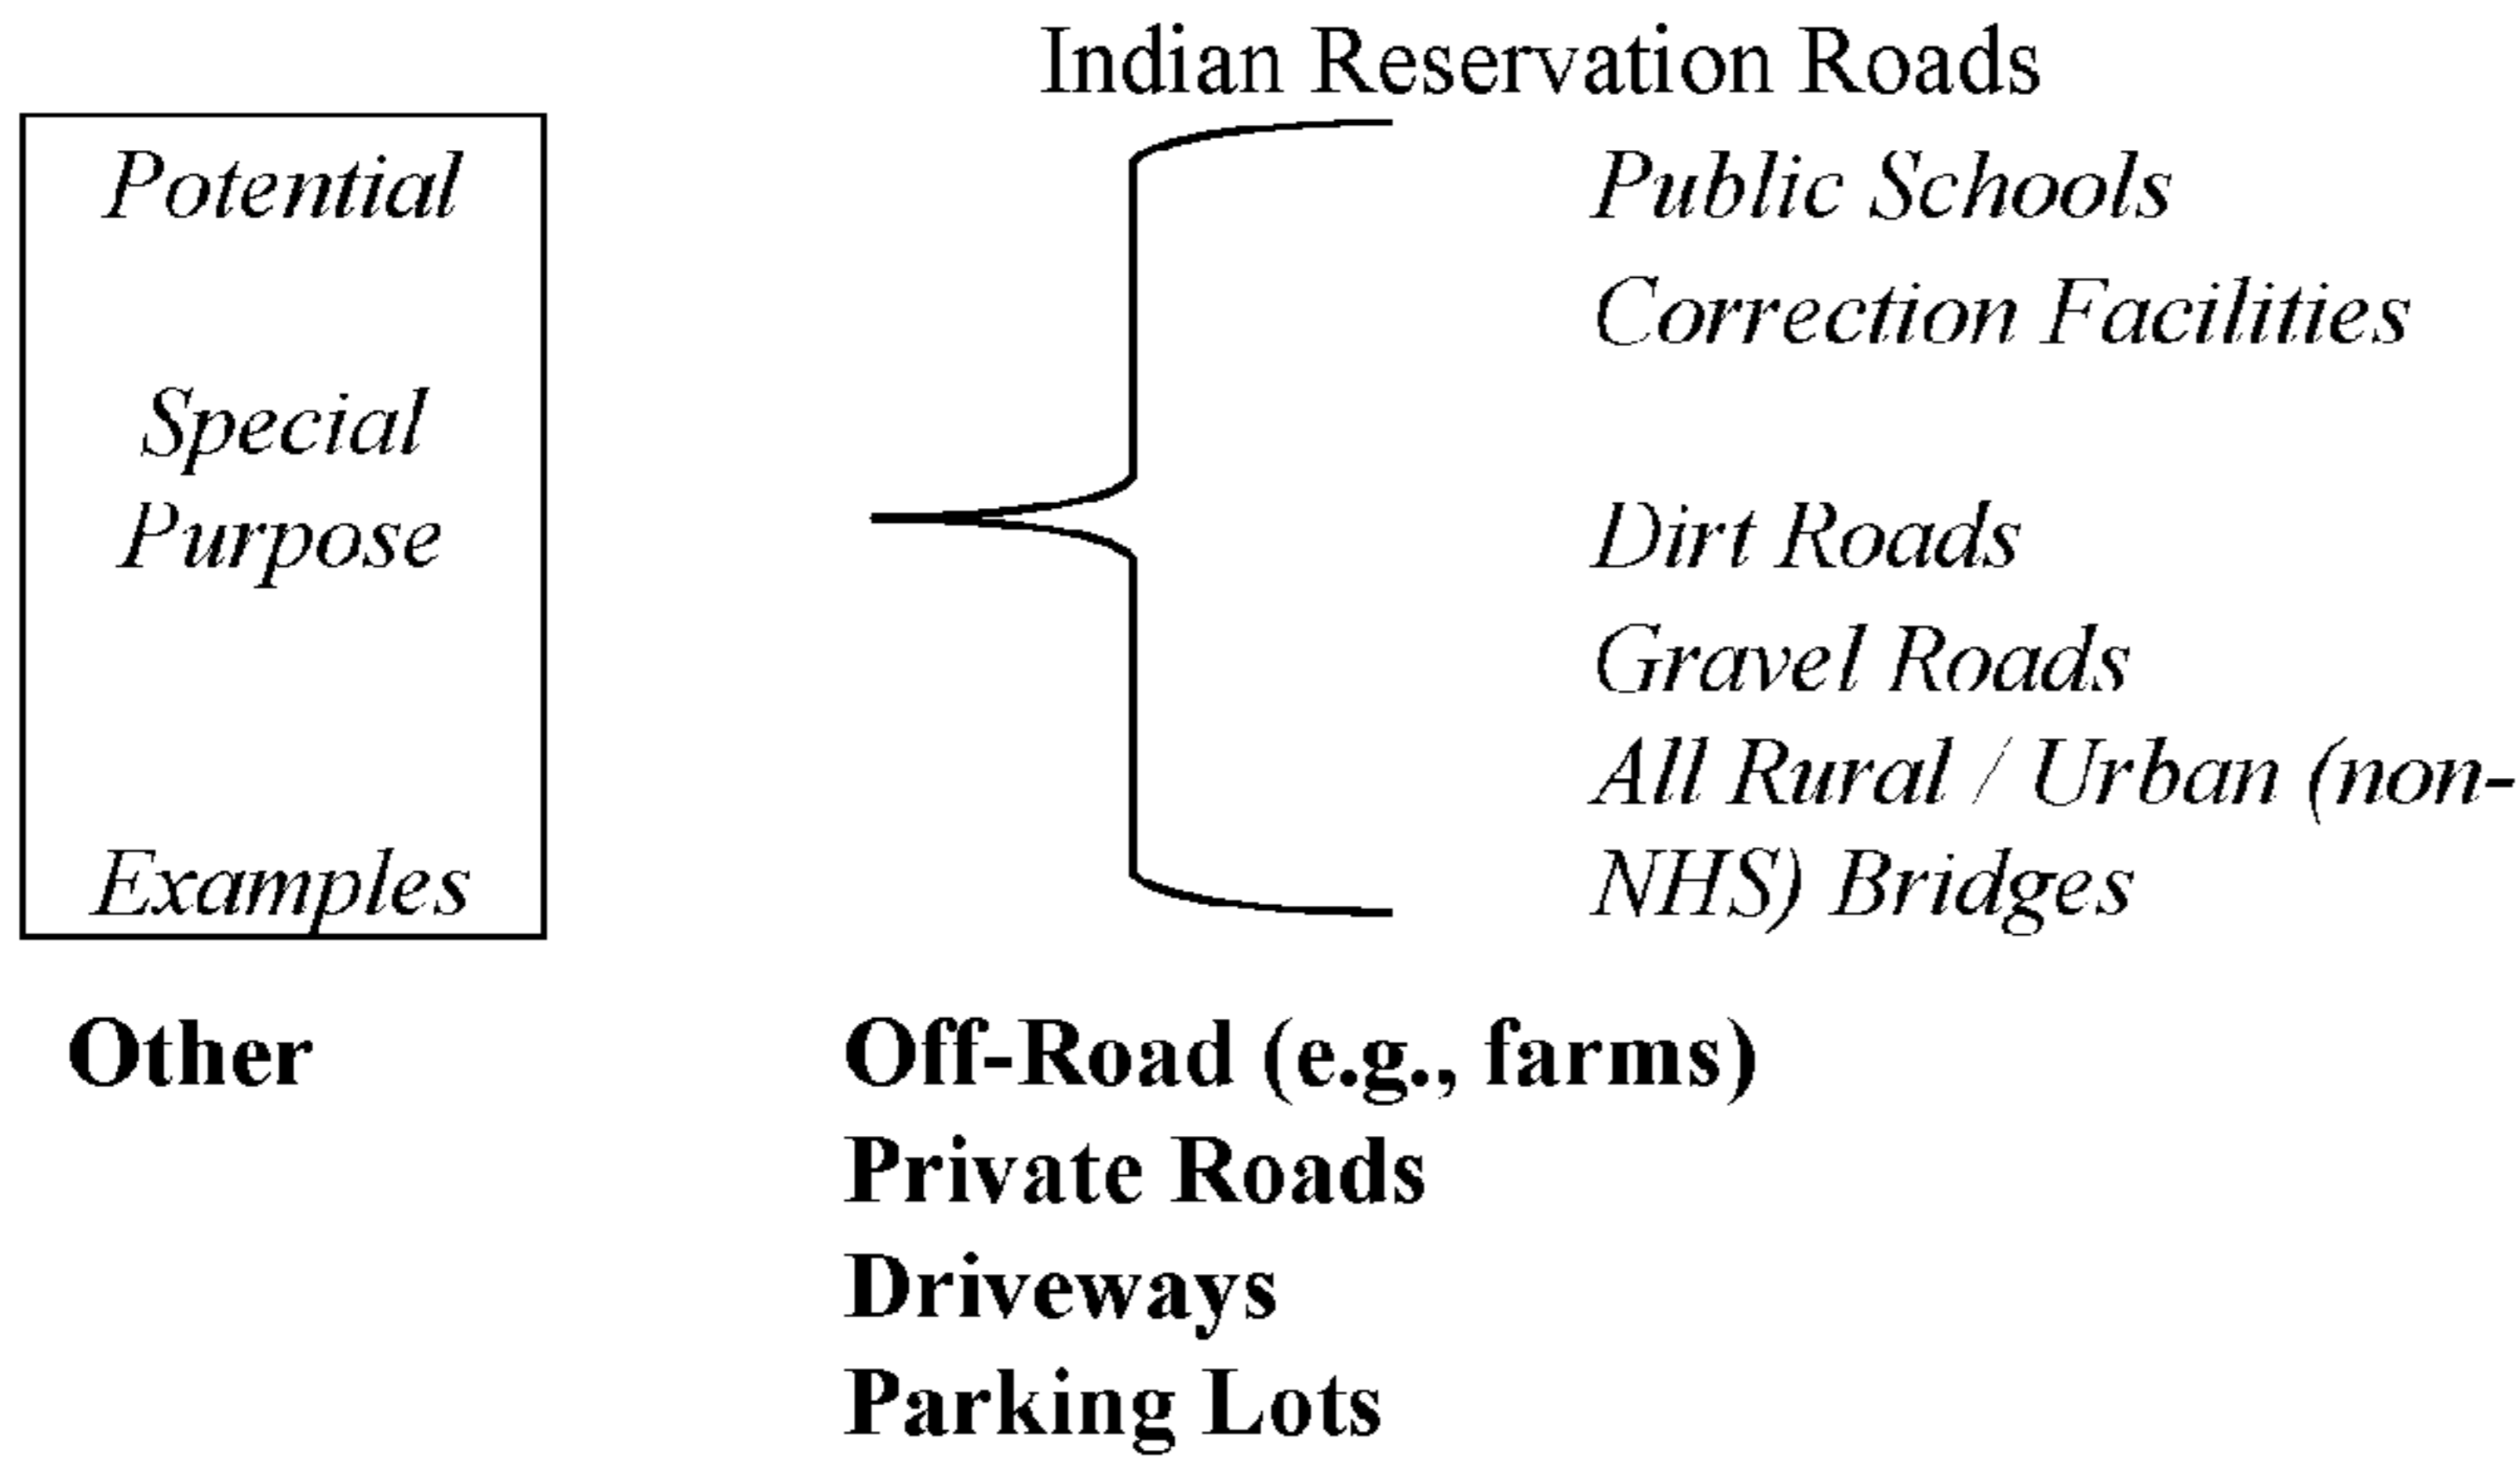 Indian Reservation Roads
Potential
Special
Purpose
Examples
Public Schools
Correction Facilities
Dirt Roads
Gravel Roads
All Rural / Urban (non-
NHS) Bridges
Other
Off-Road (e.g., farms)
Private Roads
Driveways
Parking Lots